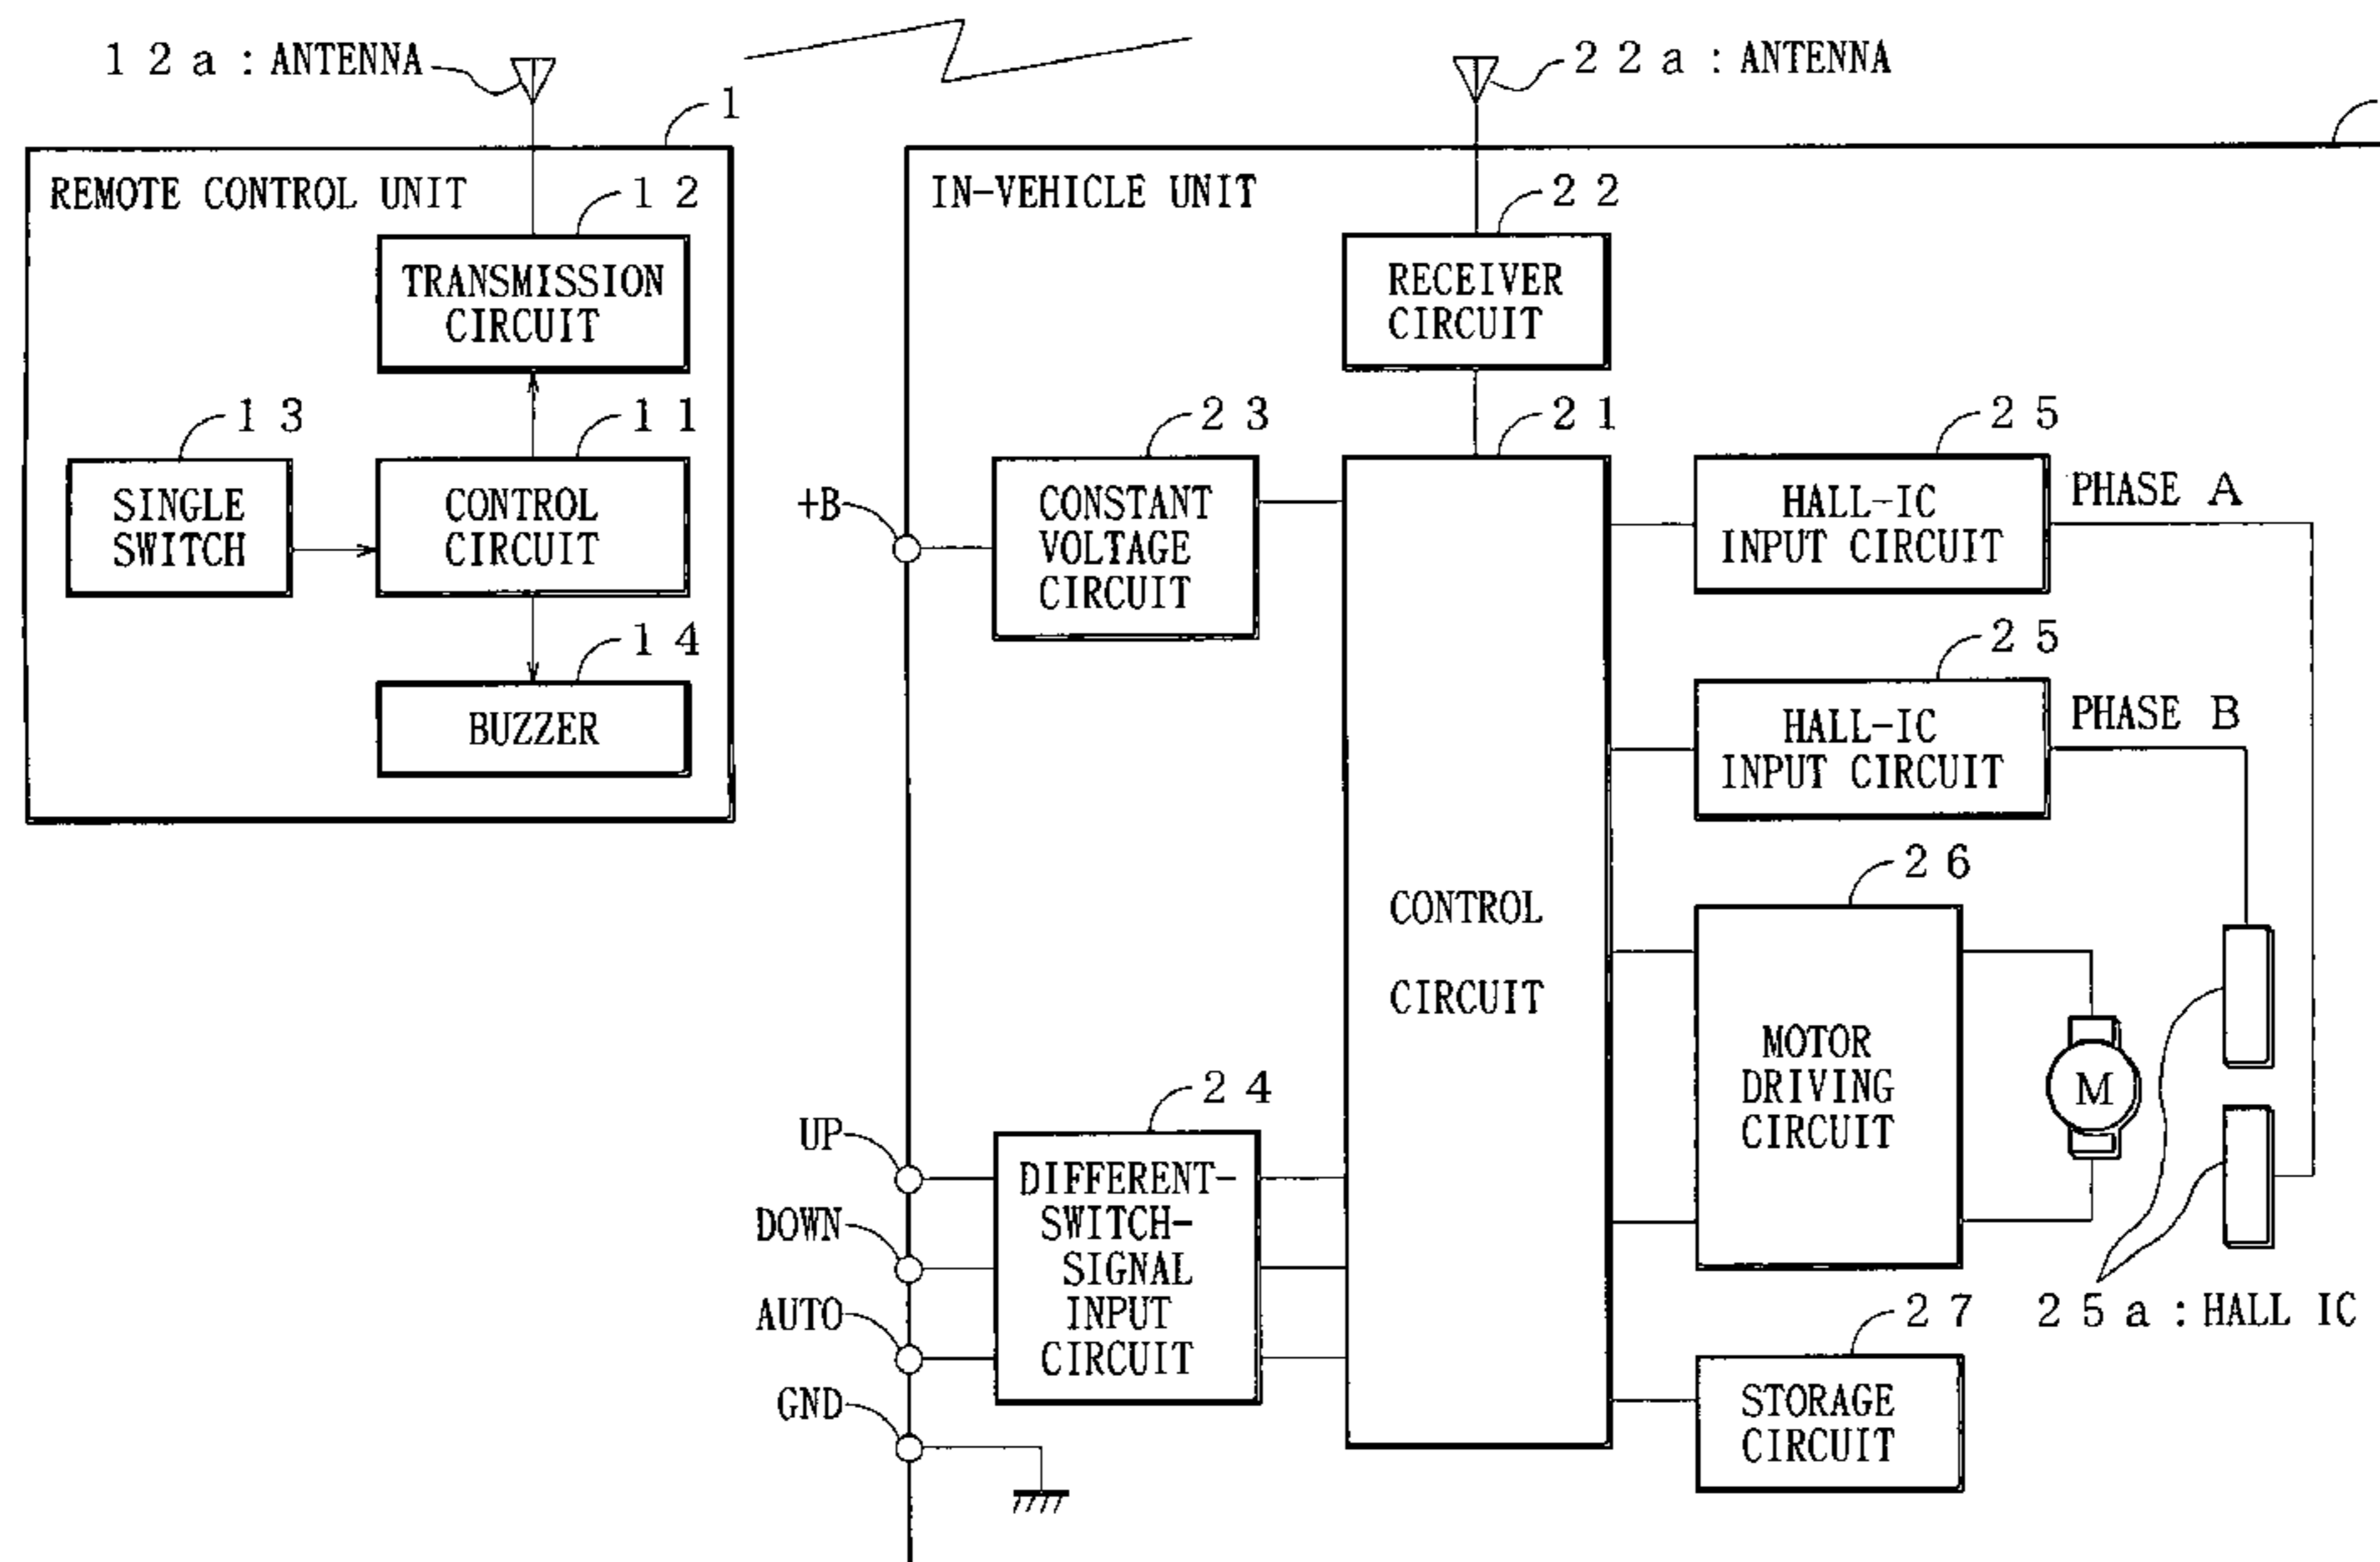 12a : ANTENNA
1
REMOTE CONTROL UNIT
12
TRANSMISSION
CIRCUIT
13
SINGLE
SWITCH
11
CONTROL
CIRCUIT
14
BUZZER
22a : ANTENNA
IN-VEHICLE UNIT
22
RECEIVER
CIRCUIT
+B
23
CONSTANT
VOLTAGE
CIRCUIT
21
CONTROL
CIRCUIT
25
HALL-IC
INPUT CIRCUIT
PHASE A
25
HALL-IC
INPUT CIRCUIT
PHASE B
26
MOTOR
DRIVING
CIRCUIT
M
25a : HALL IC
UP
DOWN
AUTO
GND
24
DIFFERENT-
SWITCH-
SIGNAL
INPUT
CIRCUIT
27
STORAGE
CIRCUIT